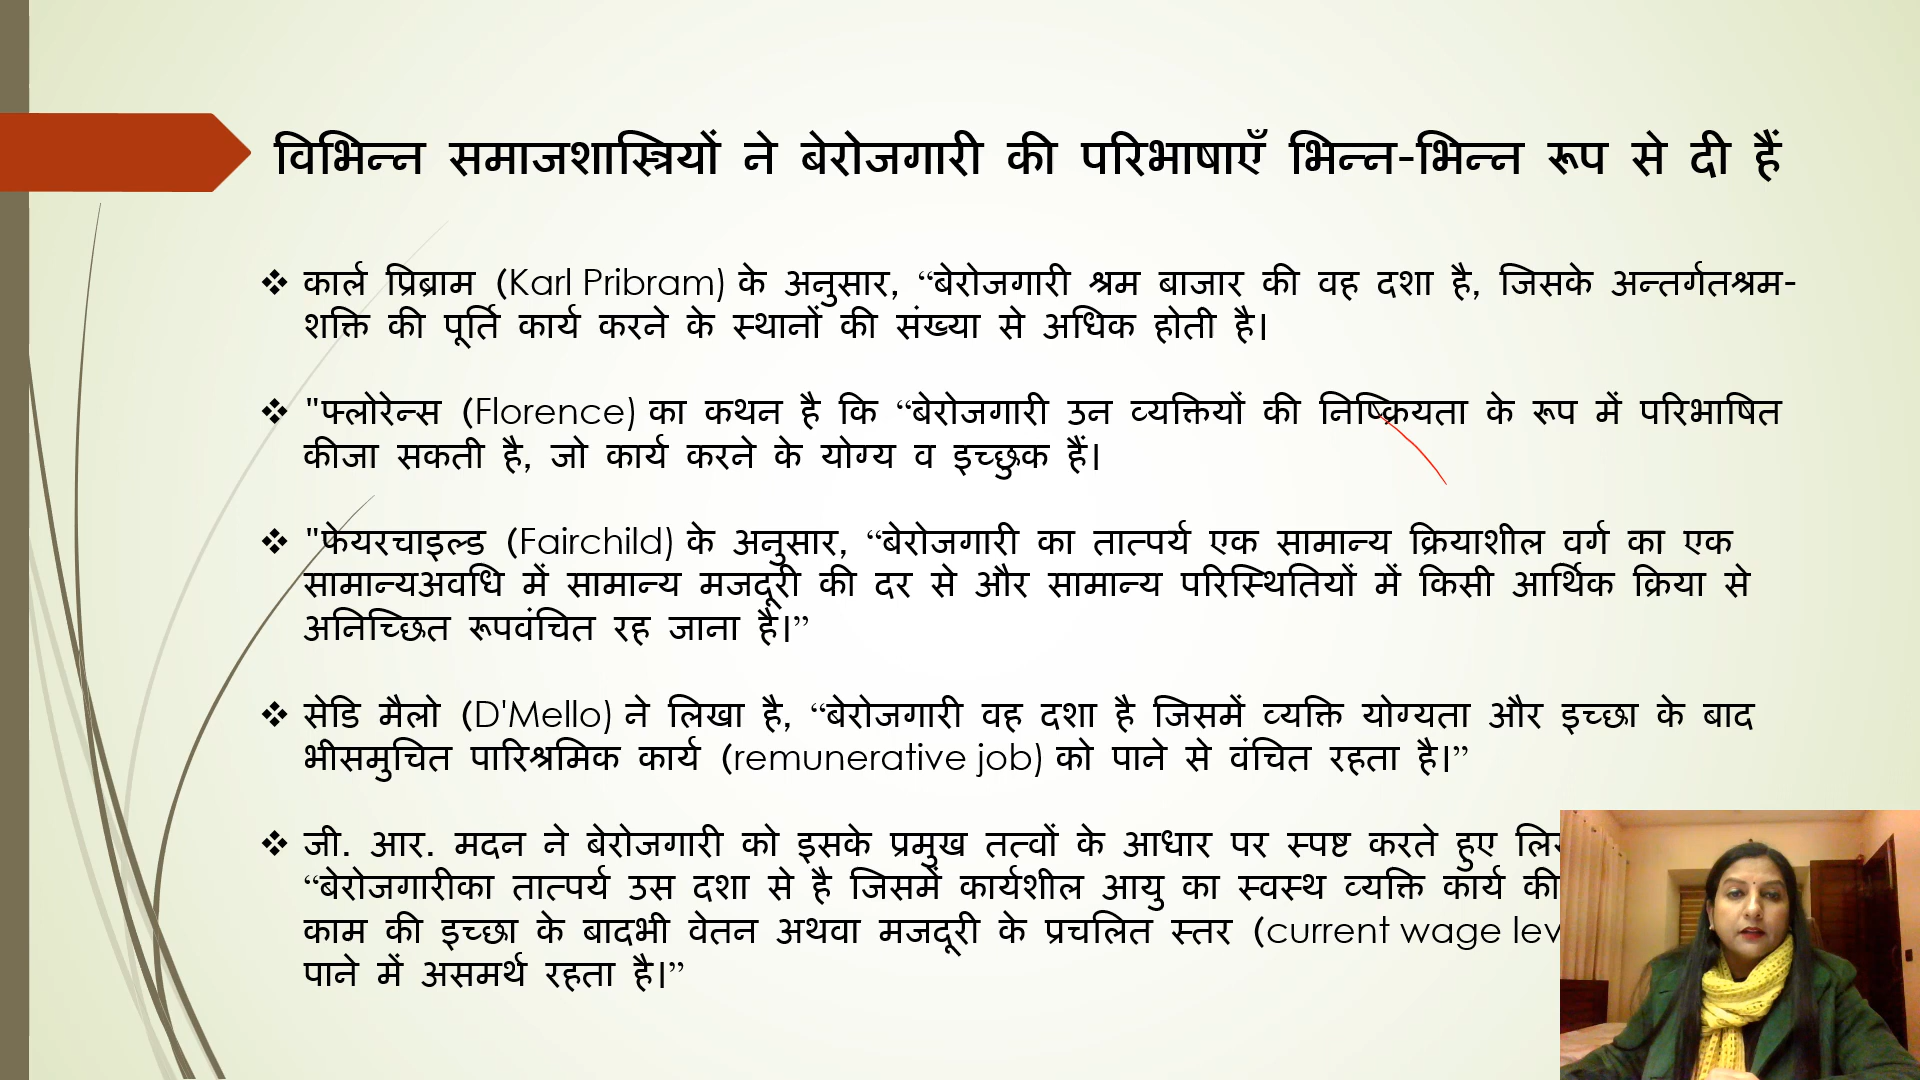 विभिन्न समाजशास्त्रियों ने बेरोजगारी की परिभाषाएँ भिन्न-भिन्न रूप से दी हैं
❖ कार्ल प्रिब्राम (Karl Pribram) के अनुसार, “बेरोजगारी श्रम बाजार की वह दशा है, जिसके अन्तर्गतश्रम-
शक्ति की पूर्ति कार्य करने के स्थानों की संख्या से अधिक होती है।
❖ "फ्लोरेन्स (Florence) का कथन है कि “बेरोजगारी उन व्यक्तियों की निष्क्रियता के रूप में परिभाषित
कीजा सकती है, जो कार्य करने के योग्य व इच्छुक हैं।
❖ "फेयरचाइल्ड (Fairchild) के अनुसार, “बेरोजगारी का तात्पर्य एक सामान्य क्रियाशील वर्ग का एक
सामान्यअवधि में सामान्य मजदूरी की दर से और सामान्य परिस्थितियों में किसी आर्थिक क्रिया से
अनिच्छित रूपवंचित रह जाना है।”
❖ सेडि मैलो (D'Mello) ने लिखा है, “बेरोजगारी वह दशा है जिसमें व्यक्ति योग्यता और इच्छा के बाद
भीसमुचित पारिश्रमिक कार्य (remunerative job) को पाने से वंचित रहता है।”
❖ जी. आर. मदन ने बेरोजगारी को इसके प्रमुख तत्वों के आधार पर स्पष्ट करते हुए
“बेरोजगारीका तात्पर्य उस दशा से है जिसमें कार्यशील आयु का स्वस्थ व्यक्ति कार्य की
काम की इच्छा के बादभी वेतन अथवा मजदूरी के प्रचलित स्तर (current wage
पाने में असमर्थ रहता है।”